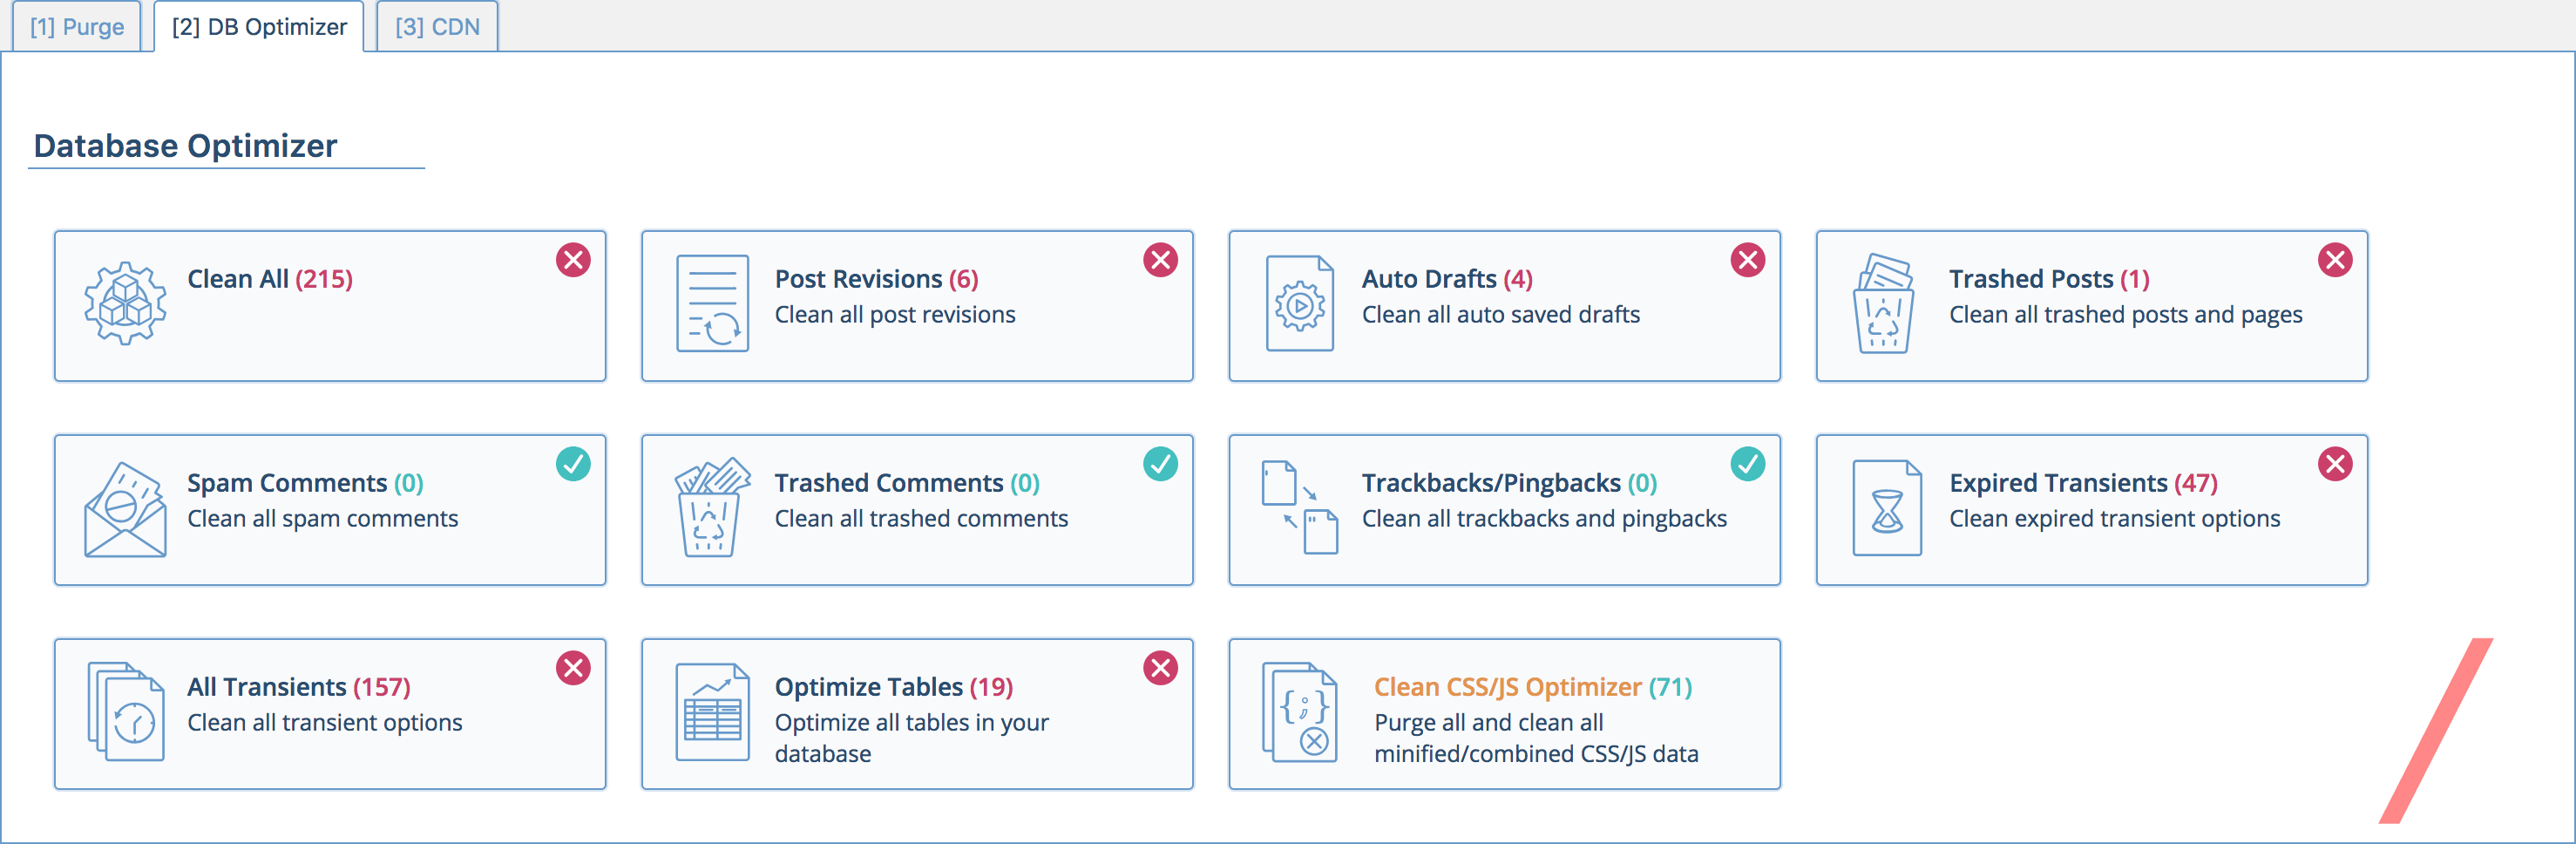 [1] Purge
[2] DB Optimizer
[3] CDN
Database Optimizer
Clean All (215)
Post Revisions (6)
Clean all post revisions
Auto Drafts (4)
Clean all auto saved drafts
Trashed Posts (1)
Clean all trashed posts and pages
Spam Comments (0)
Clean all spam comments
Trashed Comments (0)
Clean all trashed comments
Trackbacks/Pingbacks (0)
Clean all trackbacks and pingbacks
Expired Transients (47)
Clean expired transient options
All Transients (157)
Clean all transient options
Optimize Tables (19)
Optimize all tables in your
database
Clean CSS/JS Optimizer (71)
Purge all and clean all
minified/combined CSS/JS data